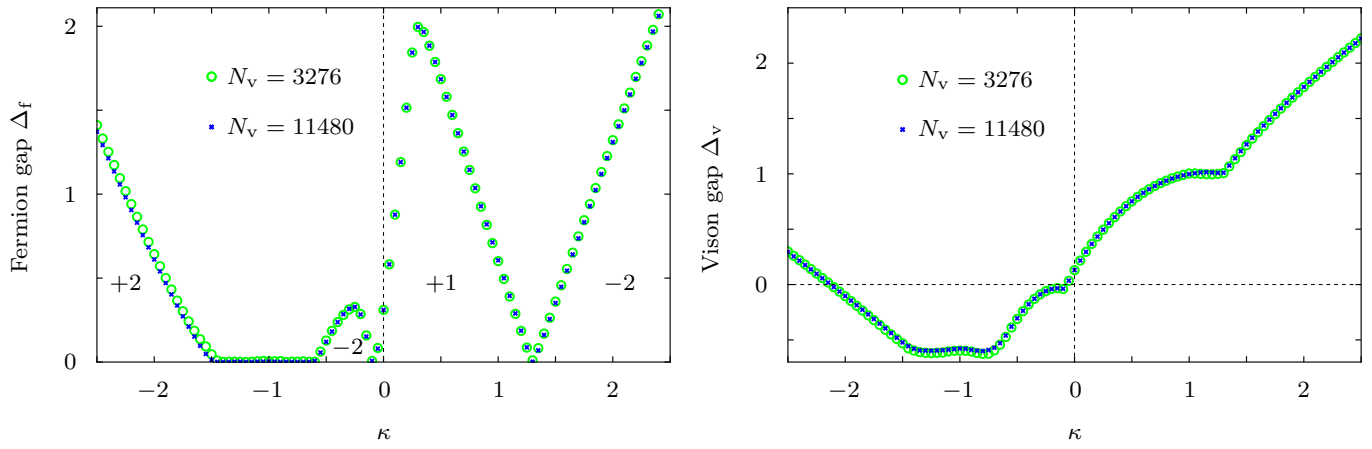 Fermion gap Δf
2
1
0
Nv = 3276
Nv = 11480
+2
−2
+1
−2
−2
−1
0
1
2
κ
Vison gap Δv
2
1
0
Nv = 3276
Nv = 11480
−2
−1
0
1
2
κ